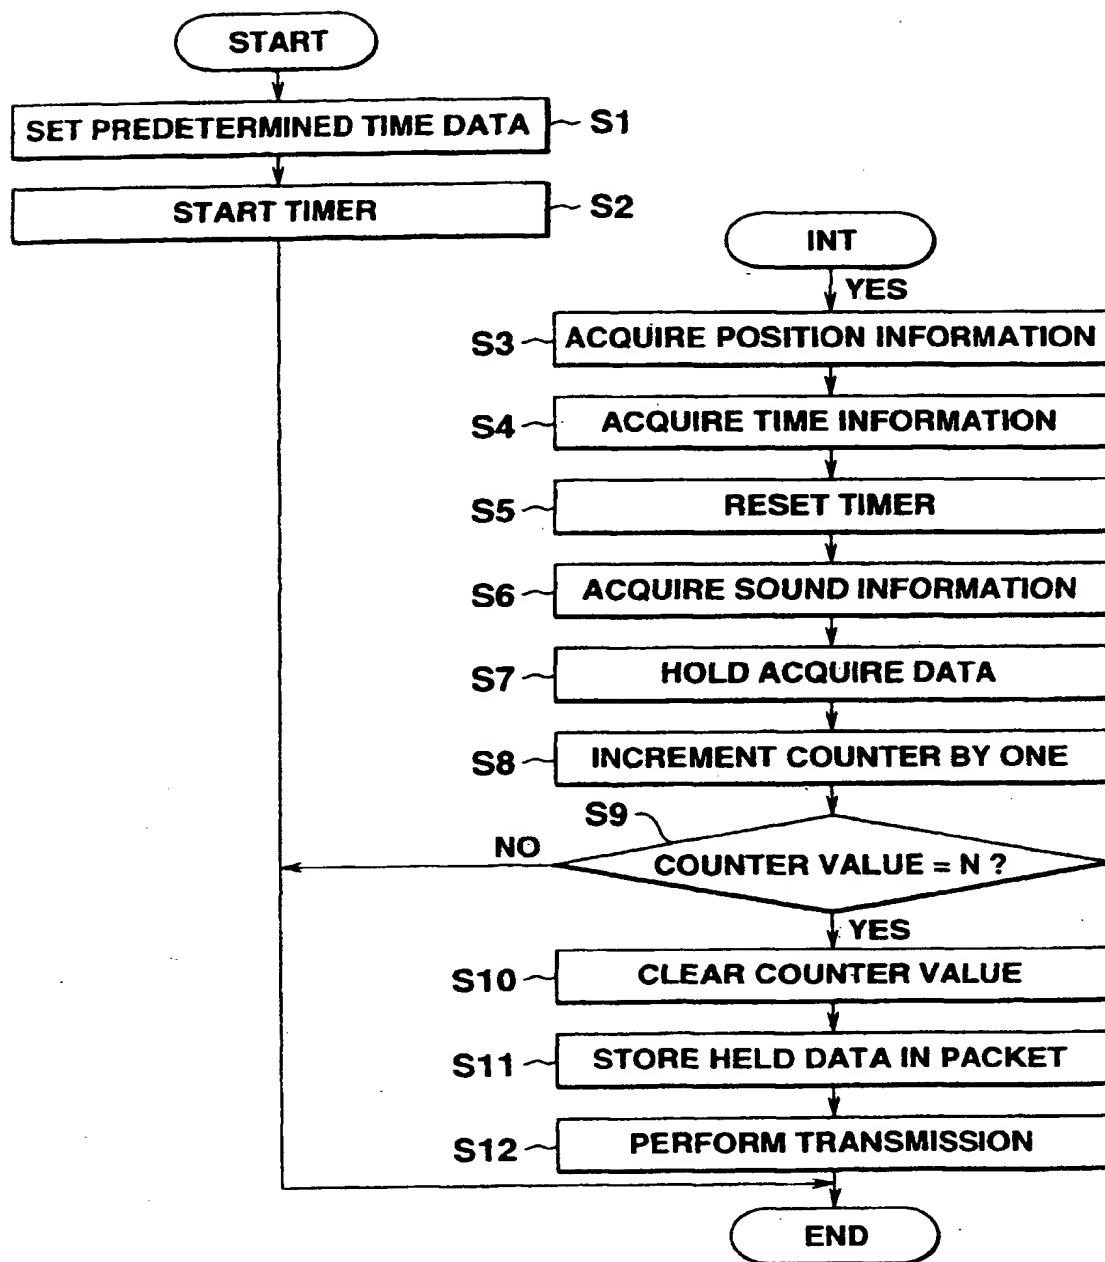 START
SET PREDETERMINED TIME DATA
S1
START TIMER
S2
INT
YES
S3
ACQUIRE POSITION INFORMATION
S4
ACQUIRE TIME INFORMATION
S5
RESET TIMER
S6
ACQUIRE SOUND INFORMATION
S7
HOLD ACQUIRE DATA
S8
INCREMENT COUNTER BY ONE
S9
NO
COUNTER VALUE = N ?
YES
S10
CLEAR COUNTER VALUE
S11
STORE HELD DATA IN PACKET
S12
PERFORM TRANSMISSION
END